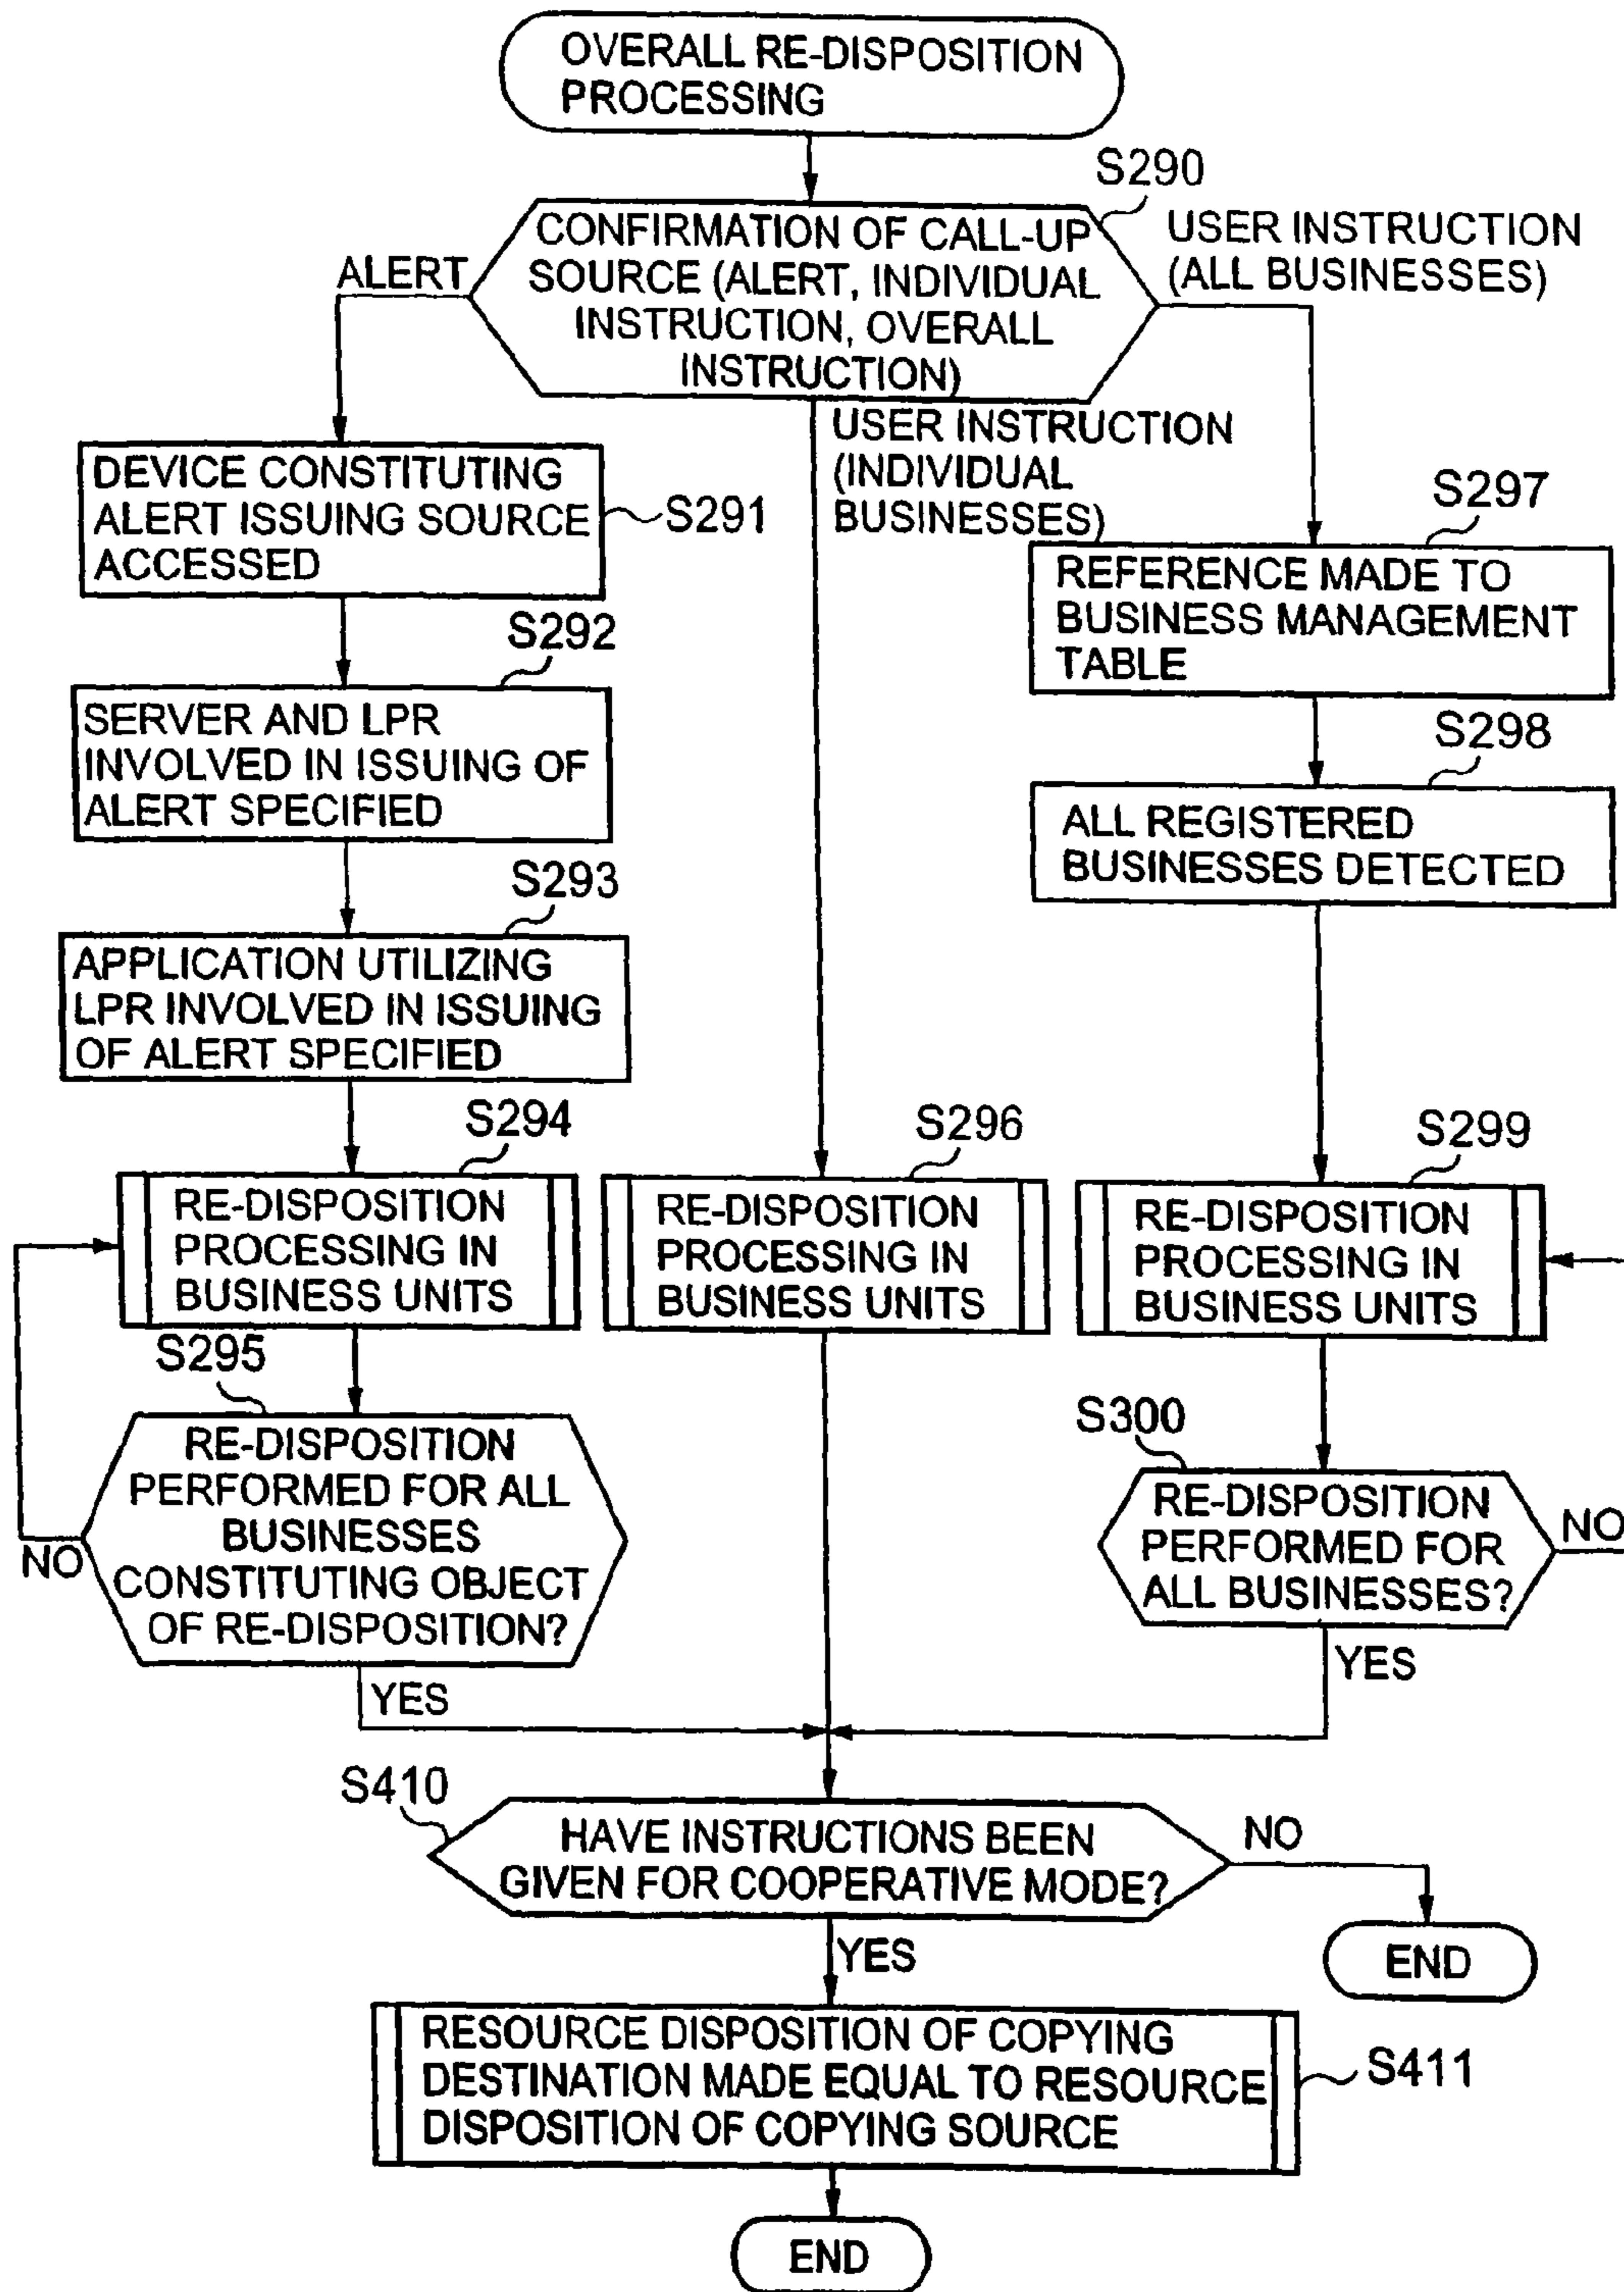 OVERALL RE-DISPOSITION
PROCESSING
S290
CONFIRMATION OF CALL-UP
SOURCE (ALERT, INDIVIDUAL
INSTRUCTION, OVERALL
INSTRUCTION)
ALERT
USER INSTRUCTION
(ALL BUSINESSES)
USER INSTRUCTION
(INDIVIDUAL
BUSINESSES)
DEVICE CONSTITUTING
ALERT ISSUING SOURCE
ACCESSED
S291
S297
REFERENCE MADE TO
BUSINESS MANAGEMENT
TABLE
S292
SERVER AND LPR
INVOLVED IN ISSUING OF
ALERT SPECIFIED
S298
ALL REGISTERED
BUSINESSES DETECTED
S293
APPLICATION UTILIZING
LPR INVOLVED IN ISSUING
OF ALERT SPECIFIED
S294
RE-DISPOSITION
PROCESSING IN
BUSINESS UNITS
S296
RE-DISPOSITION
PROCESSING IN
BUSINESS UNITS
S299
RE-DISPOSITION
PROCESSING IN
BUSINESS UNITS
S295
RE-DISPOSITION
PERFORMED FOR ALL
BUSINESSES
CONSTITUTING OBJECT
OF RE-DISPOSITION?
NO
YES
S300
RE-DISPOSITION
PERFORMED FOR
ALL BUSINESSES?
NO
YES
S410
HAVE INSTRUCTIONS BEEN
GIVEN FOR COOPERATIVE MODE?
NO
END
YES
RESOURCE DISPOSITION OF COPYING
DESTINATION MADE EQUAL TO RESOURCE
DISPOSITION OF COPYING SOURCE
S411
END